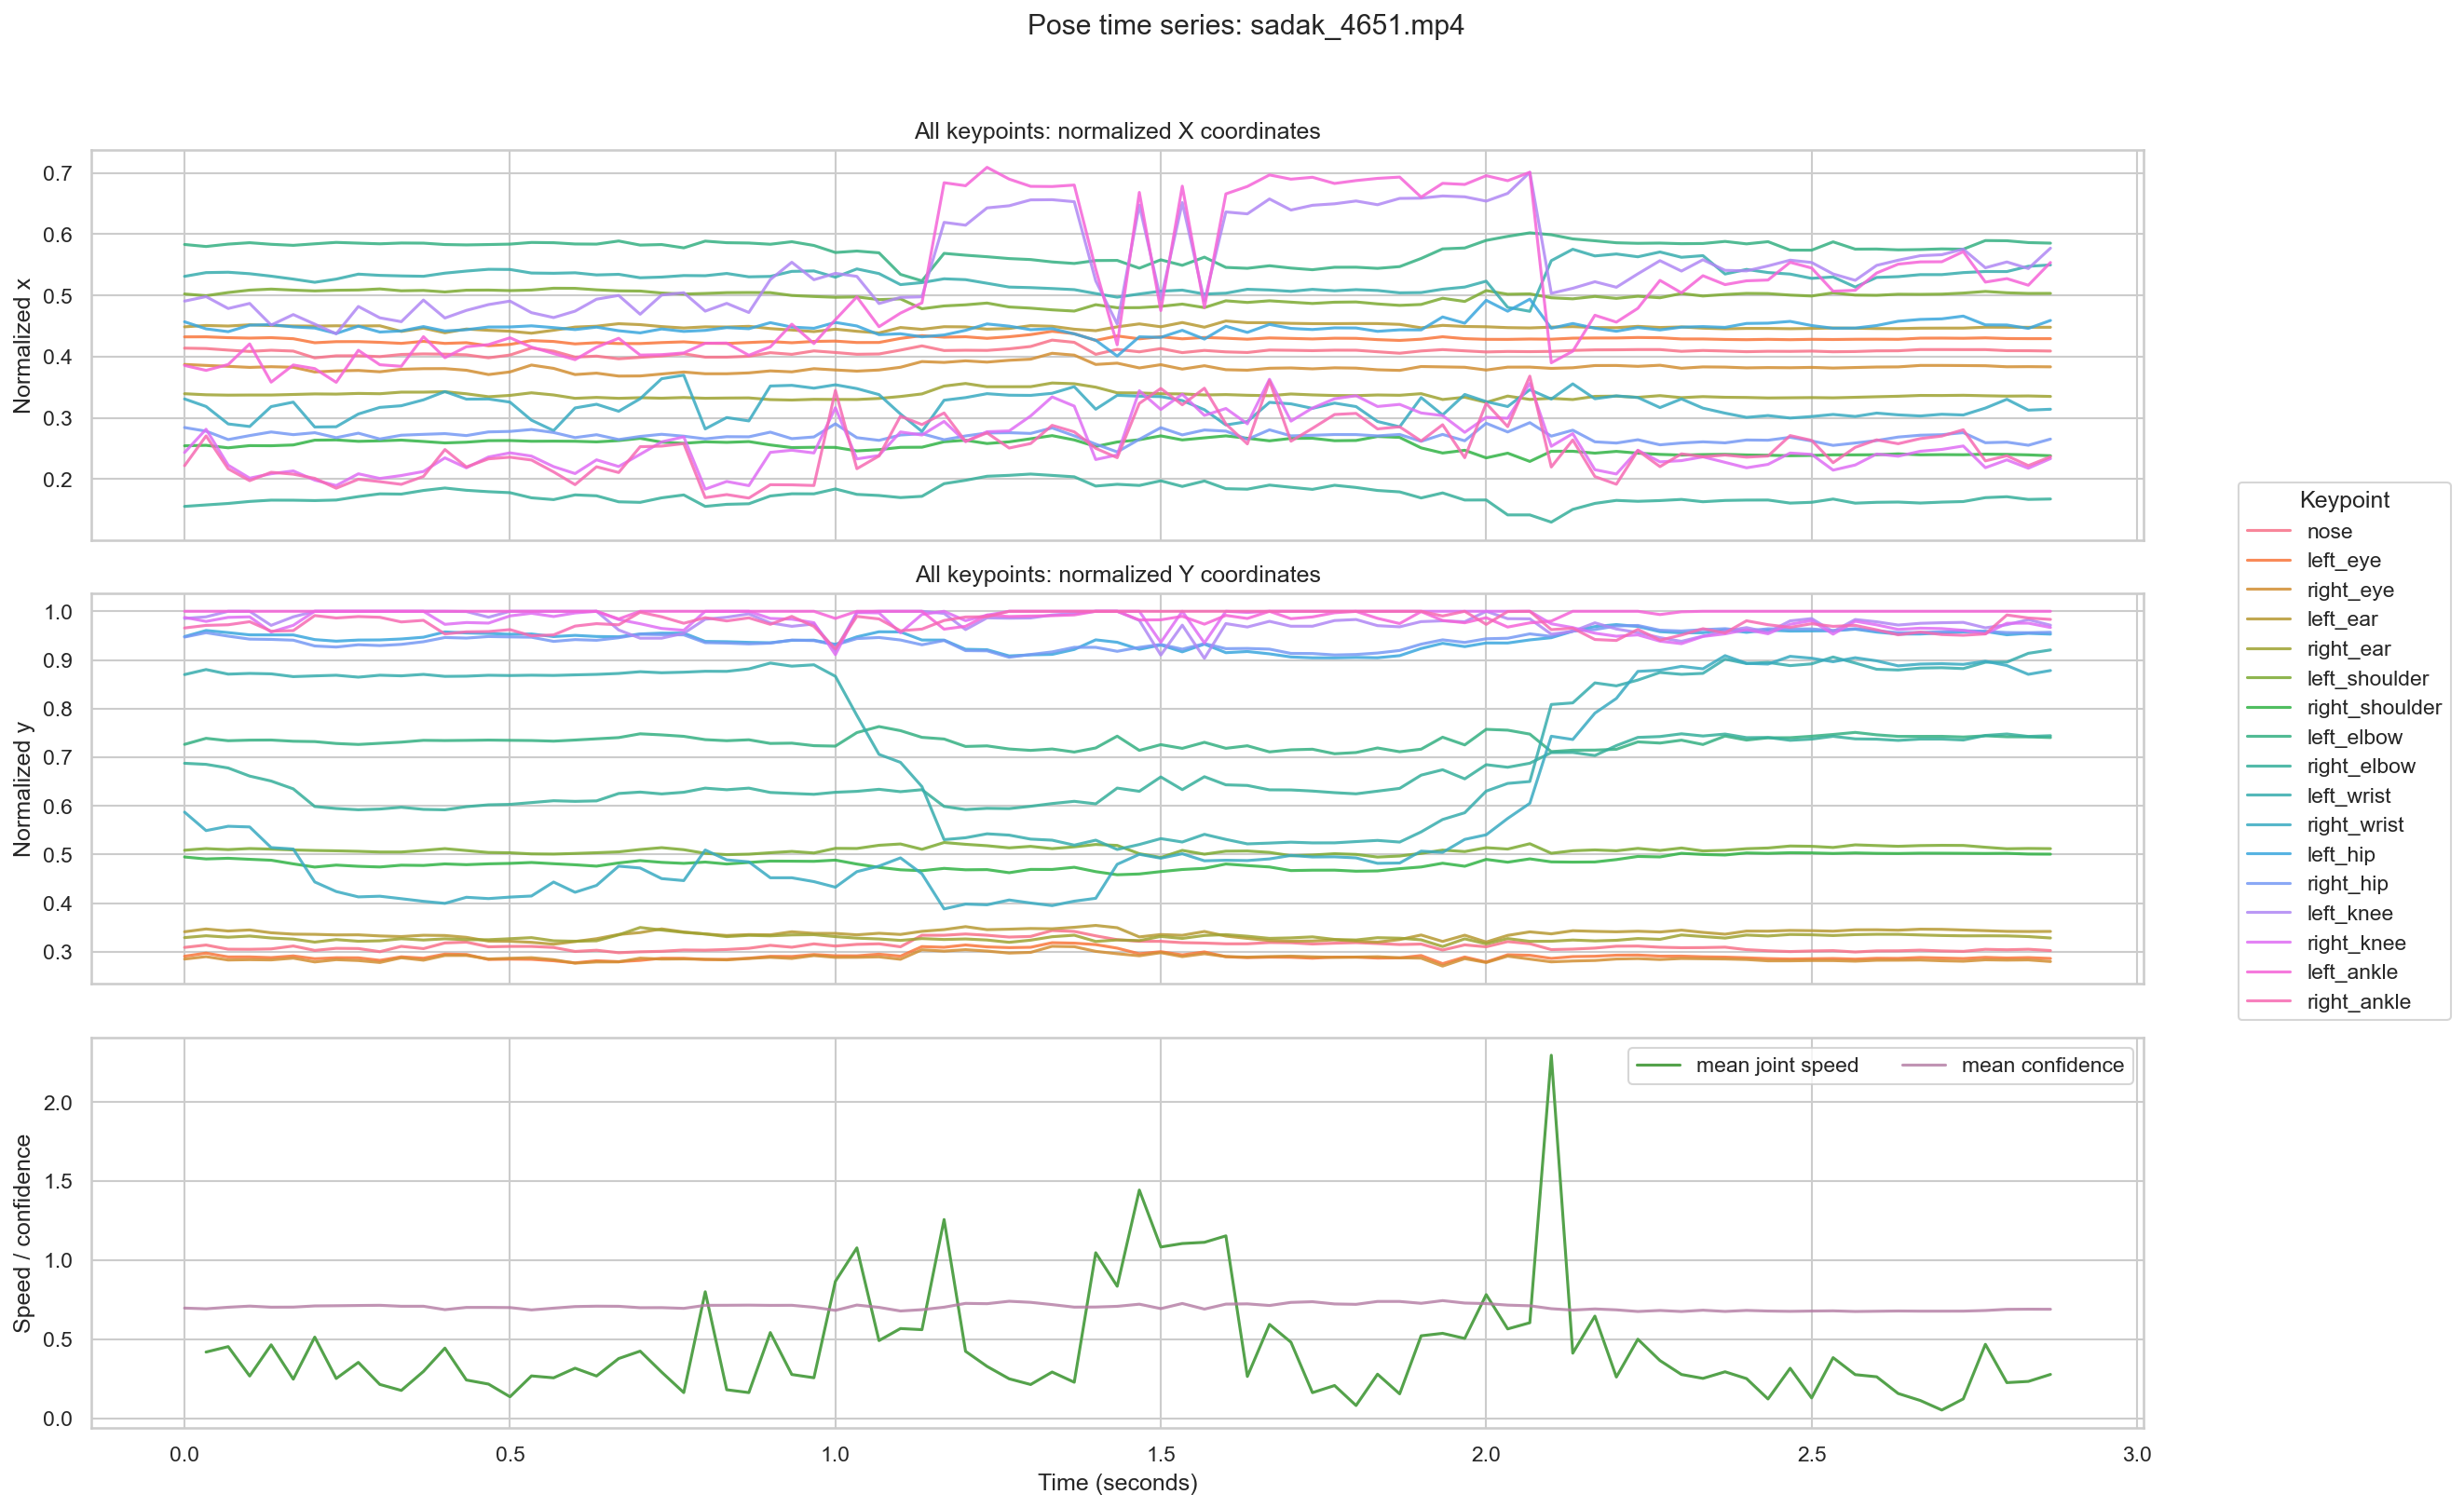 Pose time series: sadak_4651.mp4
All keypoints: normalized X coordinates
Normalized x
0.7
0.6
0.5
0.4
0.3
0.2
All keypoints: normalized Y coordinates
Normalized y
1.0
0.9
0.8
0.7
0.6
0.5
0.4
0.3
Keypoint
nose
left_eye
right_eye
left_ear
right_ear
left_shoulder
right_shoulder
left_elbow
right_elbow
left_wrist
right_wrist
left_hip
right_hip
left_knee
right_knee
left_ankle
right_ankle
mean joint speed
mean confidence
Speed / confidence
2.0
1.5
1.0
0.5
0.0
0.0 0.5 1.0 1.5 2.0 2.5 3.0
Time (seconds)